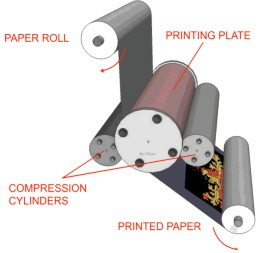 PAPER ROLL
PRINTING PLATE
COMPRESSION
CYLINDERS
PRINTED PAPER